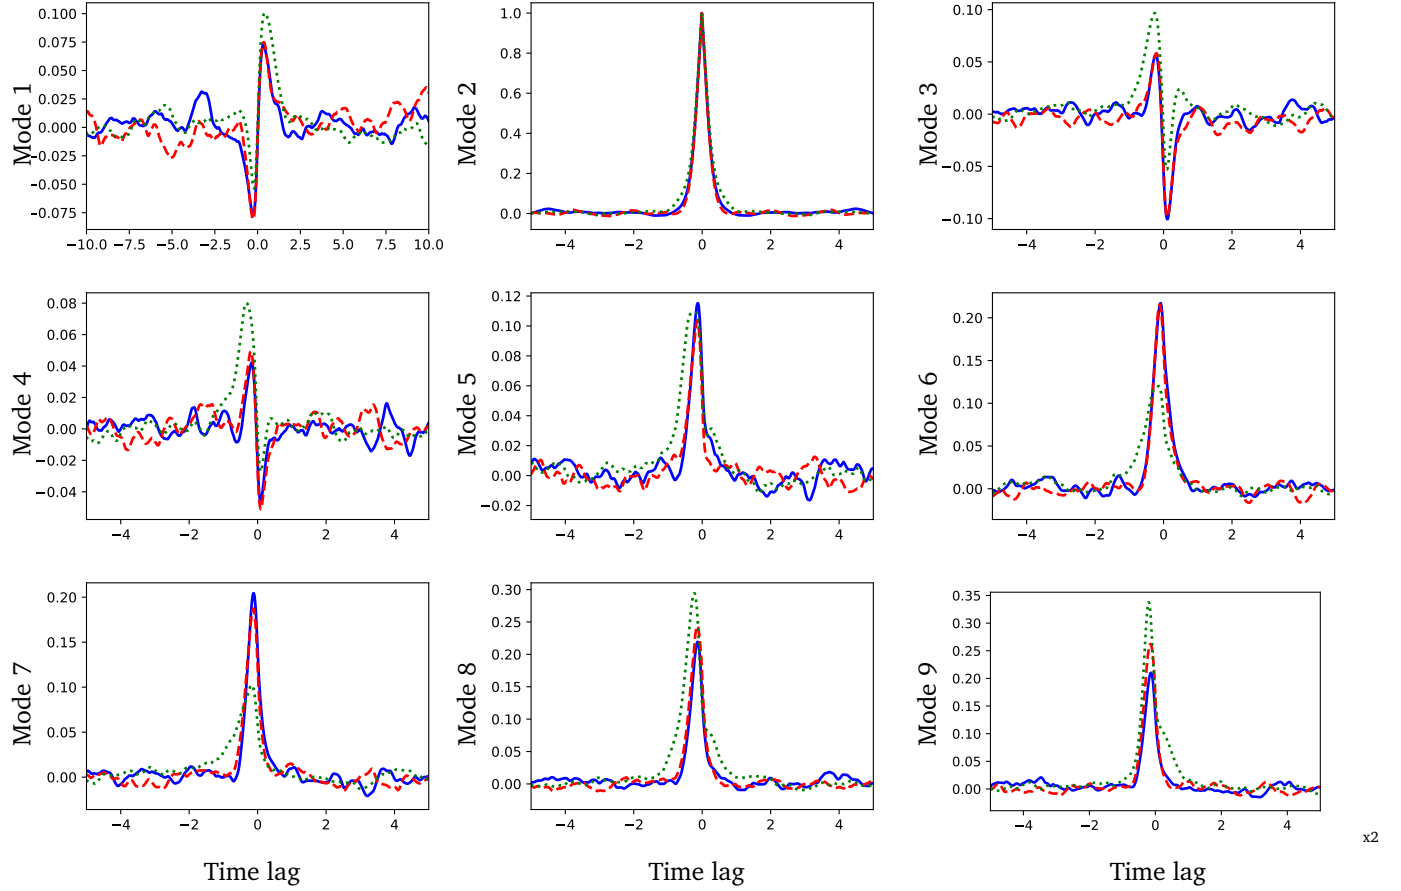 Mode 1
0.100
0.075
0.050
0.025
0.000
−0.025
−0.050
−0.075
−10.0 −7.5 −5.0 −2.5 0.0 2.5 5.0 7.5 10.0
Mode 2
1.0
0.8
0.6
0.4
0.2
0.0
−4 −2 0 2 4
Mode 3
0.10
0.05
0.00
−0.05
−0.10
−4 −2 0 2 4
Mode 4
0.08
0.06
0.04
0.02
0.00
−0.02
−0.04
−4 −2 0 2 4
Mode 5
0.12
0.10
0.08
0.06
0.04
0.02
0.00
−0.02
−4 −2 0 2 4
Mode 6
0.20
0.15
0.10
0.05
0.00
−4 −2 0 2 4
Mode 7
0.20
0.15
0.10
0.05
0.00
−4 −2 0 2 4
Time lag
Mode 8
0.30
0.25
0.20
0.15
0.10
0.05
0.00
−4 −2 0 2 4
Time lag
Mode 9
0.35
0.30
0.25
0.20
0.15
0.10
0.05
0.00
−4 −2 0 2 4
Time lag
x2